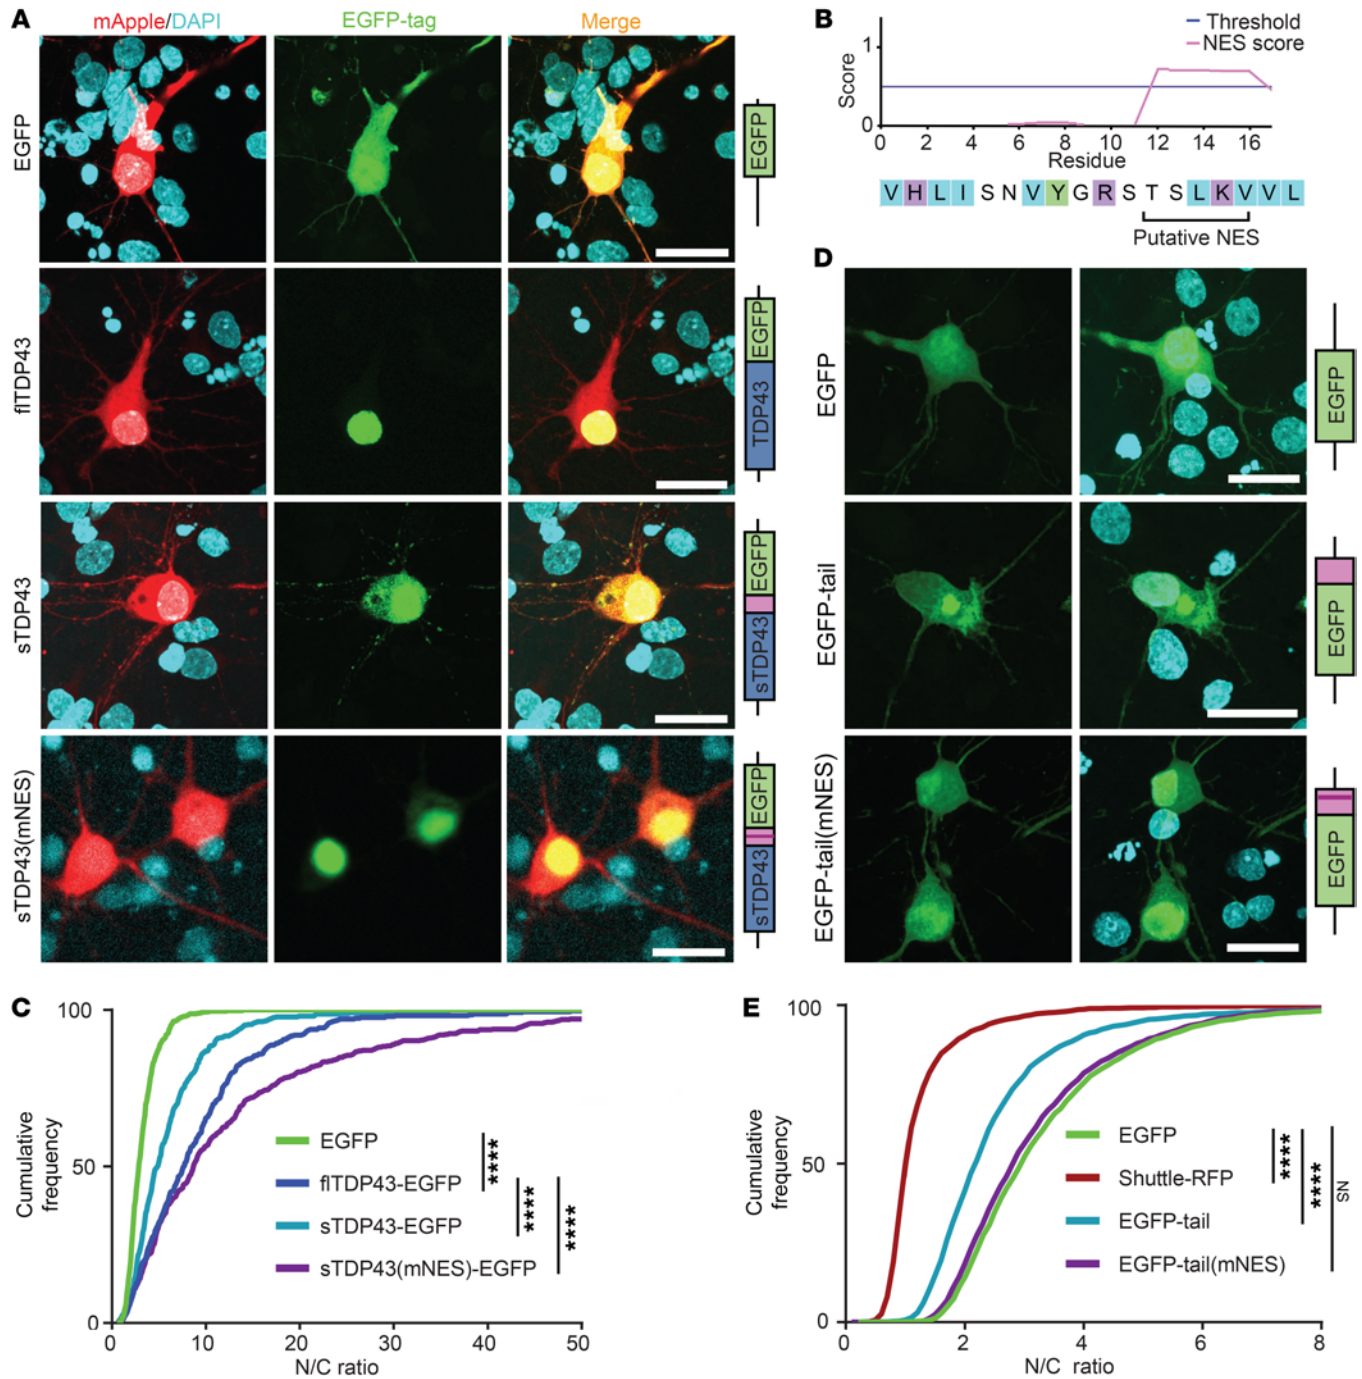 A
mApple/DAPI
EGFP-tag
Merge
EGFP
EGFP
flTDP43
EGFP
TDP43
sTDP43
EGFP
sTDP43
sTDP43(mNES)
EGFP
sTDP43
B
Threshold
NES score
Score
1
0
0 2 4 6 8 10 12 14 16
Residue
V H L I S N V Y G R S T S L K V V L
Putative NES
D
EGFP
EGFP
EGFP-tail
EGFP
EGFP-tail(mNES)
EGFP
C
Cumulative
frequency
100
50
0
0 10 20 30 40 50
N/C ratio
EGFP
flTDP43-EGFP
sTDP43-EGFP
sTDP43(mNES)-EGFP
****
****
****
E
Cumulative
frequency
100
50
0
0 2 4 6 8
N/C ratio
EGFP
Shuttle-RFP
EGFP-tail
EGFP-tail(mNES)
****
****
NS